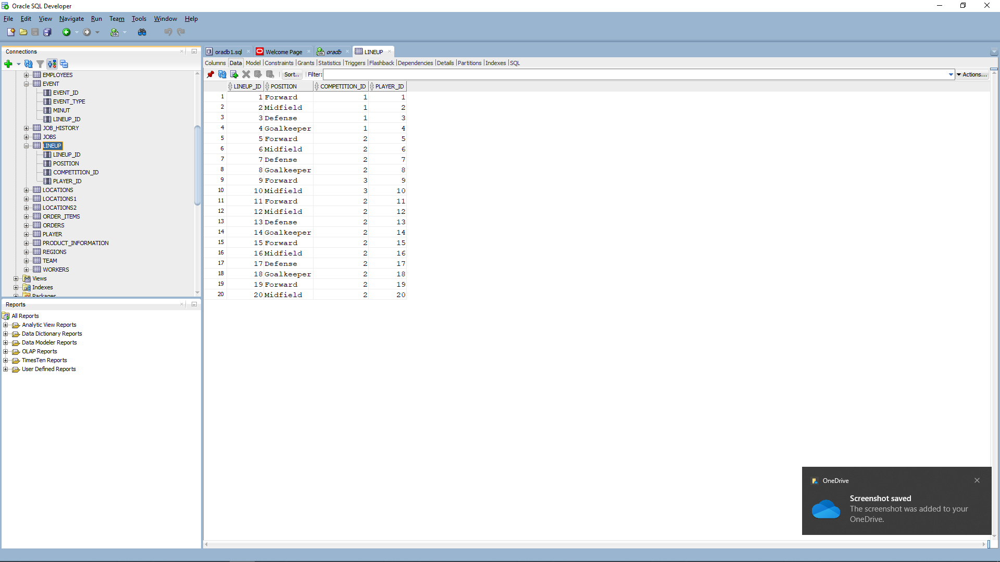 Oracle SQL Developer
File Edit View Navigate Run Team Tools Window Help
Connections
EMPLOYEES
EVENT
EVENT_ID
EVENT_TYPE
MINUT
LINEUP_ID
JOB_HISTORY
JOBS
LINEUP
LINEUP_ID
POSITION
COMPETITION_ID
PLAYER_ID
LOCATIONS
LOCATIONS1
LOCATIONS2
ORDER_ITEMS
ORDERS
PLAYER
PRODUCT_INFORMATION
REGIONS
TEAM
WORKERS
Views
Indexes
Packages
Reports
All Reports
Analytic View Reports
Data Dictionary Reports
Data Modeler Reports
OLAP Reports
TimesTen Reports
User Defined Reports
oradb1.sql Welcome Page oradb LINEUP
Columns Data Model Constraints Grants Statistics Triggers Flashback Dependencies Details Partitions Indexes SQL
Sort.. Filter: Actions...
LINEUP_ID POSITION COMPETITION_ID PLAYER_ID
1 1 Forward 1 1
2 2 Midfield 1 2
3 3 Defense 1 3
4 4 Goalkeeper 1 4
5 5 Forward 2 5
6 6 Midfield 2 6
7 7 Defense 2 7
8 8 Goalkeeper 2 8
9 9 Forward 3 9
10 10 Midfield 3 10
11 11 Forward 2 11
12 12 Midfield 2 12
13 13 Defense 2 13
14 14 Goalkeeper 2 14
15 15 Forward 2 15
16 16 Midfield 2 16
17 17 Defense 2 17
18 18 Goalkeeper 2 18
19 19 Forward 2 19
20 20 Midfield 2 20
OneDrive
Screenshot saved
The screenshot was added to your
OneDrive.